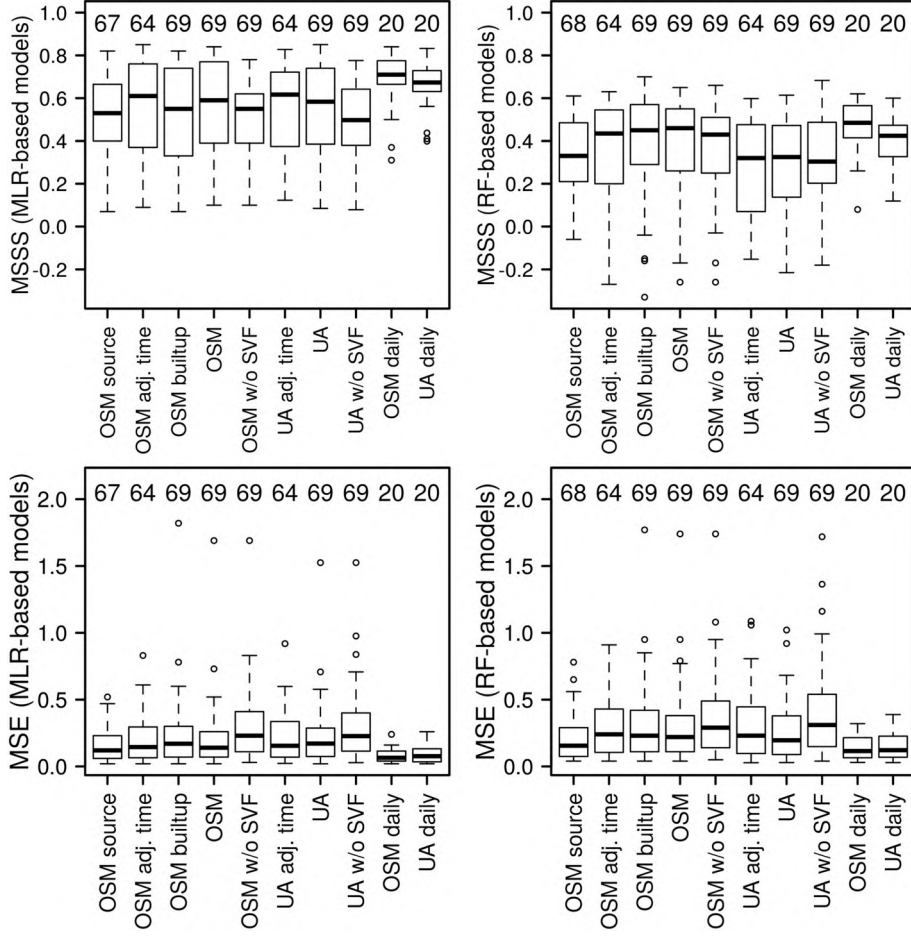 MSSS (MLR-based models)
1.0
0.8
0.6
0.4
0.2
0.0
-0.2
67 64 69 69 69 64 69 69 20 20
OSM source
OSM adj. time
OSM builtup
OSM
OSM w/o SVF
UA adj. time
UA
UA w/o SVF
OSM daily
UA daily
MSSS (RF-based models)
1.0
0.8
0.6
0.4
0.2
0.0
-0.2
68 64 69 69 69 64 69 69 20 20
OSM source
OSM adj. time
OSM builtup
OSM
OSM w/o SVF
UA adj. time
UA
UA w/o SVF
OSM daily
UA daily
MSE (MLR-based models)
2.0
1.5
1.0
0.5
0.0
67 64 69 69 69 64 69 69 20 20
OSM source
OSM adj. time
OSM builtup
OSM
OSM w/o SVF
UA adj. time
UA
UA w/o SVF
OSM daily
UA daily
MSE (RF-based models)
2.0
1.5
1.0
0.5
0.0
68 64 69 69 69 64 69 69 20 20
OSM source
OSM adj. time
OSM builtup
OSM
OSM w/o SVF
UA adj. time
UA
UA w/o SVF
OSM daily
UA daily